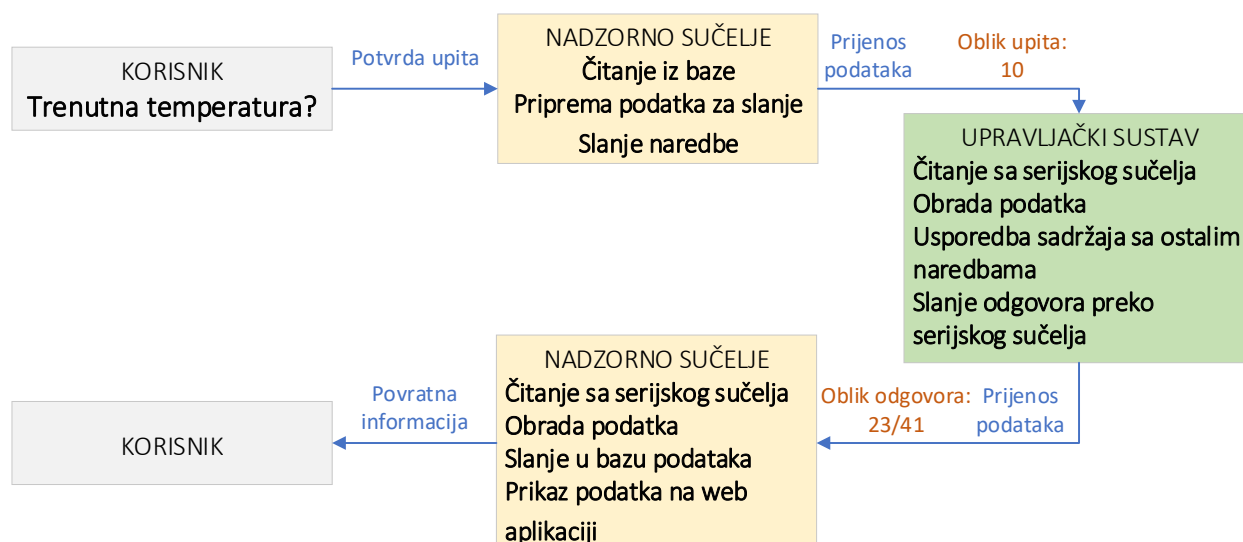 KORISNIK
Trenutna temperatura?
Potvrda upita
NADZORNO SUČELJE
Čitanje iz baze
Priprema podatka za slanje
Slanje naredbe
Prijenos
podataka
Oblik upita:
10
UPRAVLJAČKI SUSTAV
Čitanje sa serijskog sučelja
Obrada podatka
Usporedba sadržaja sa ostalim
naredbama
Slanje odgovora preko
serijskog sučelja
Oblik odgovora:
23/41
Prijenos
podataka
NADZORNO SUČELJE
Čitanje sa serijskog sučelja
Obrada podatka
Slanje u bazu podataka
Prikaz podatka na web
aplikaciji
Povratna
informacija
KORISNIK